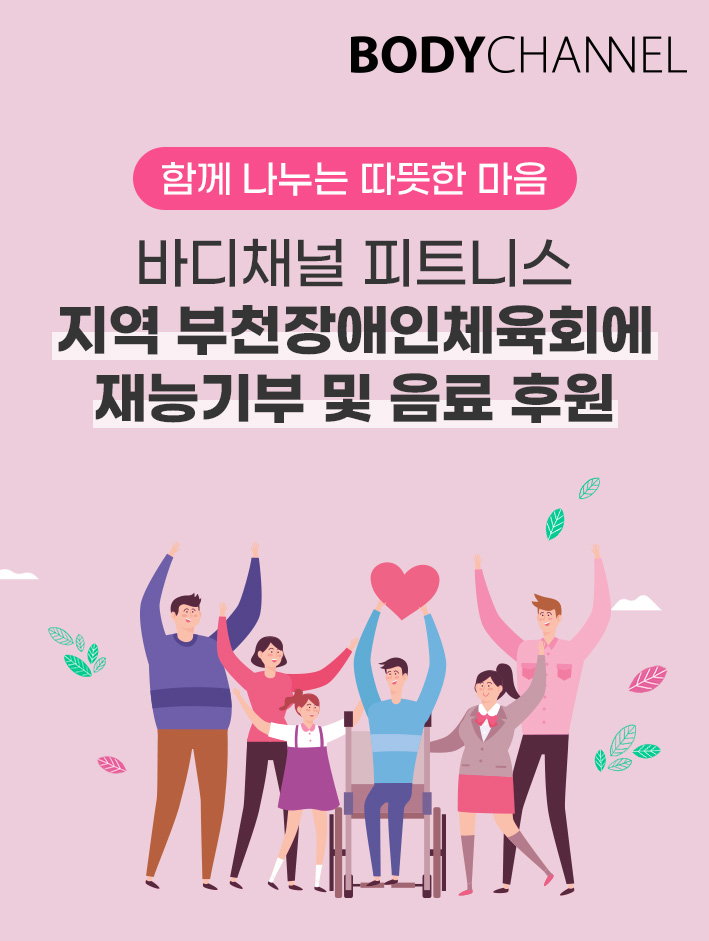 BODYCHANNEL
함께 나누는 따뜻한 마음
바디채널 피트니스
지역 부천장애인체육회에
재능기부 및 음료 후원